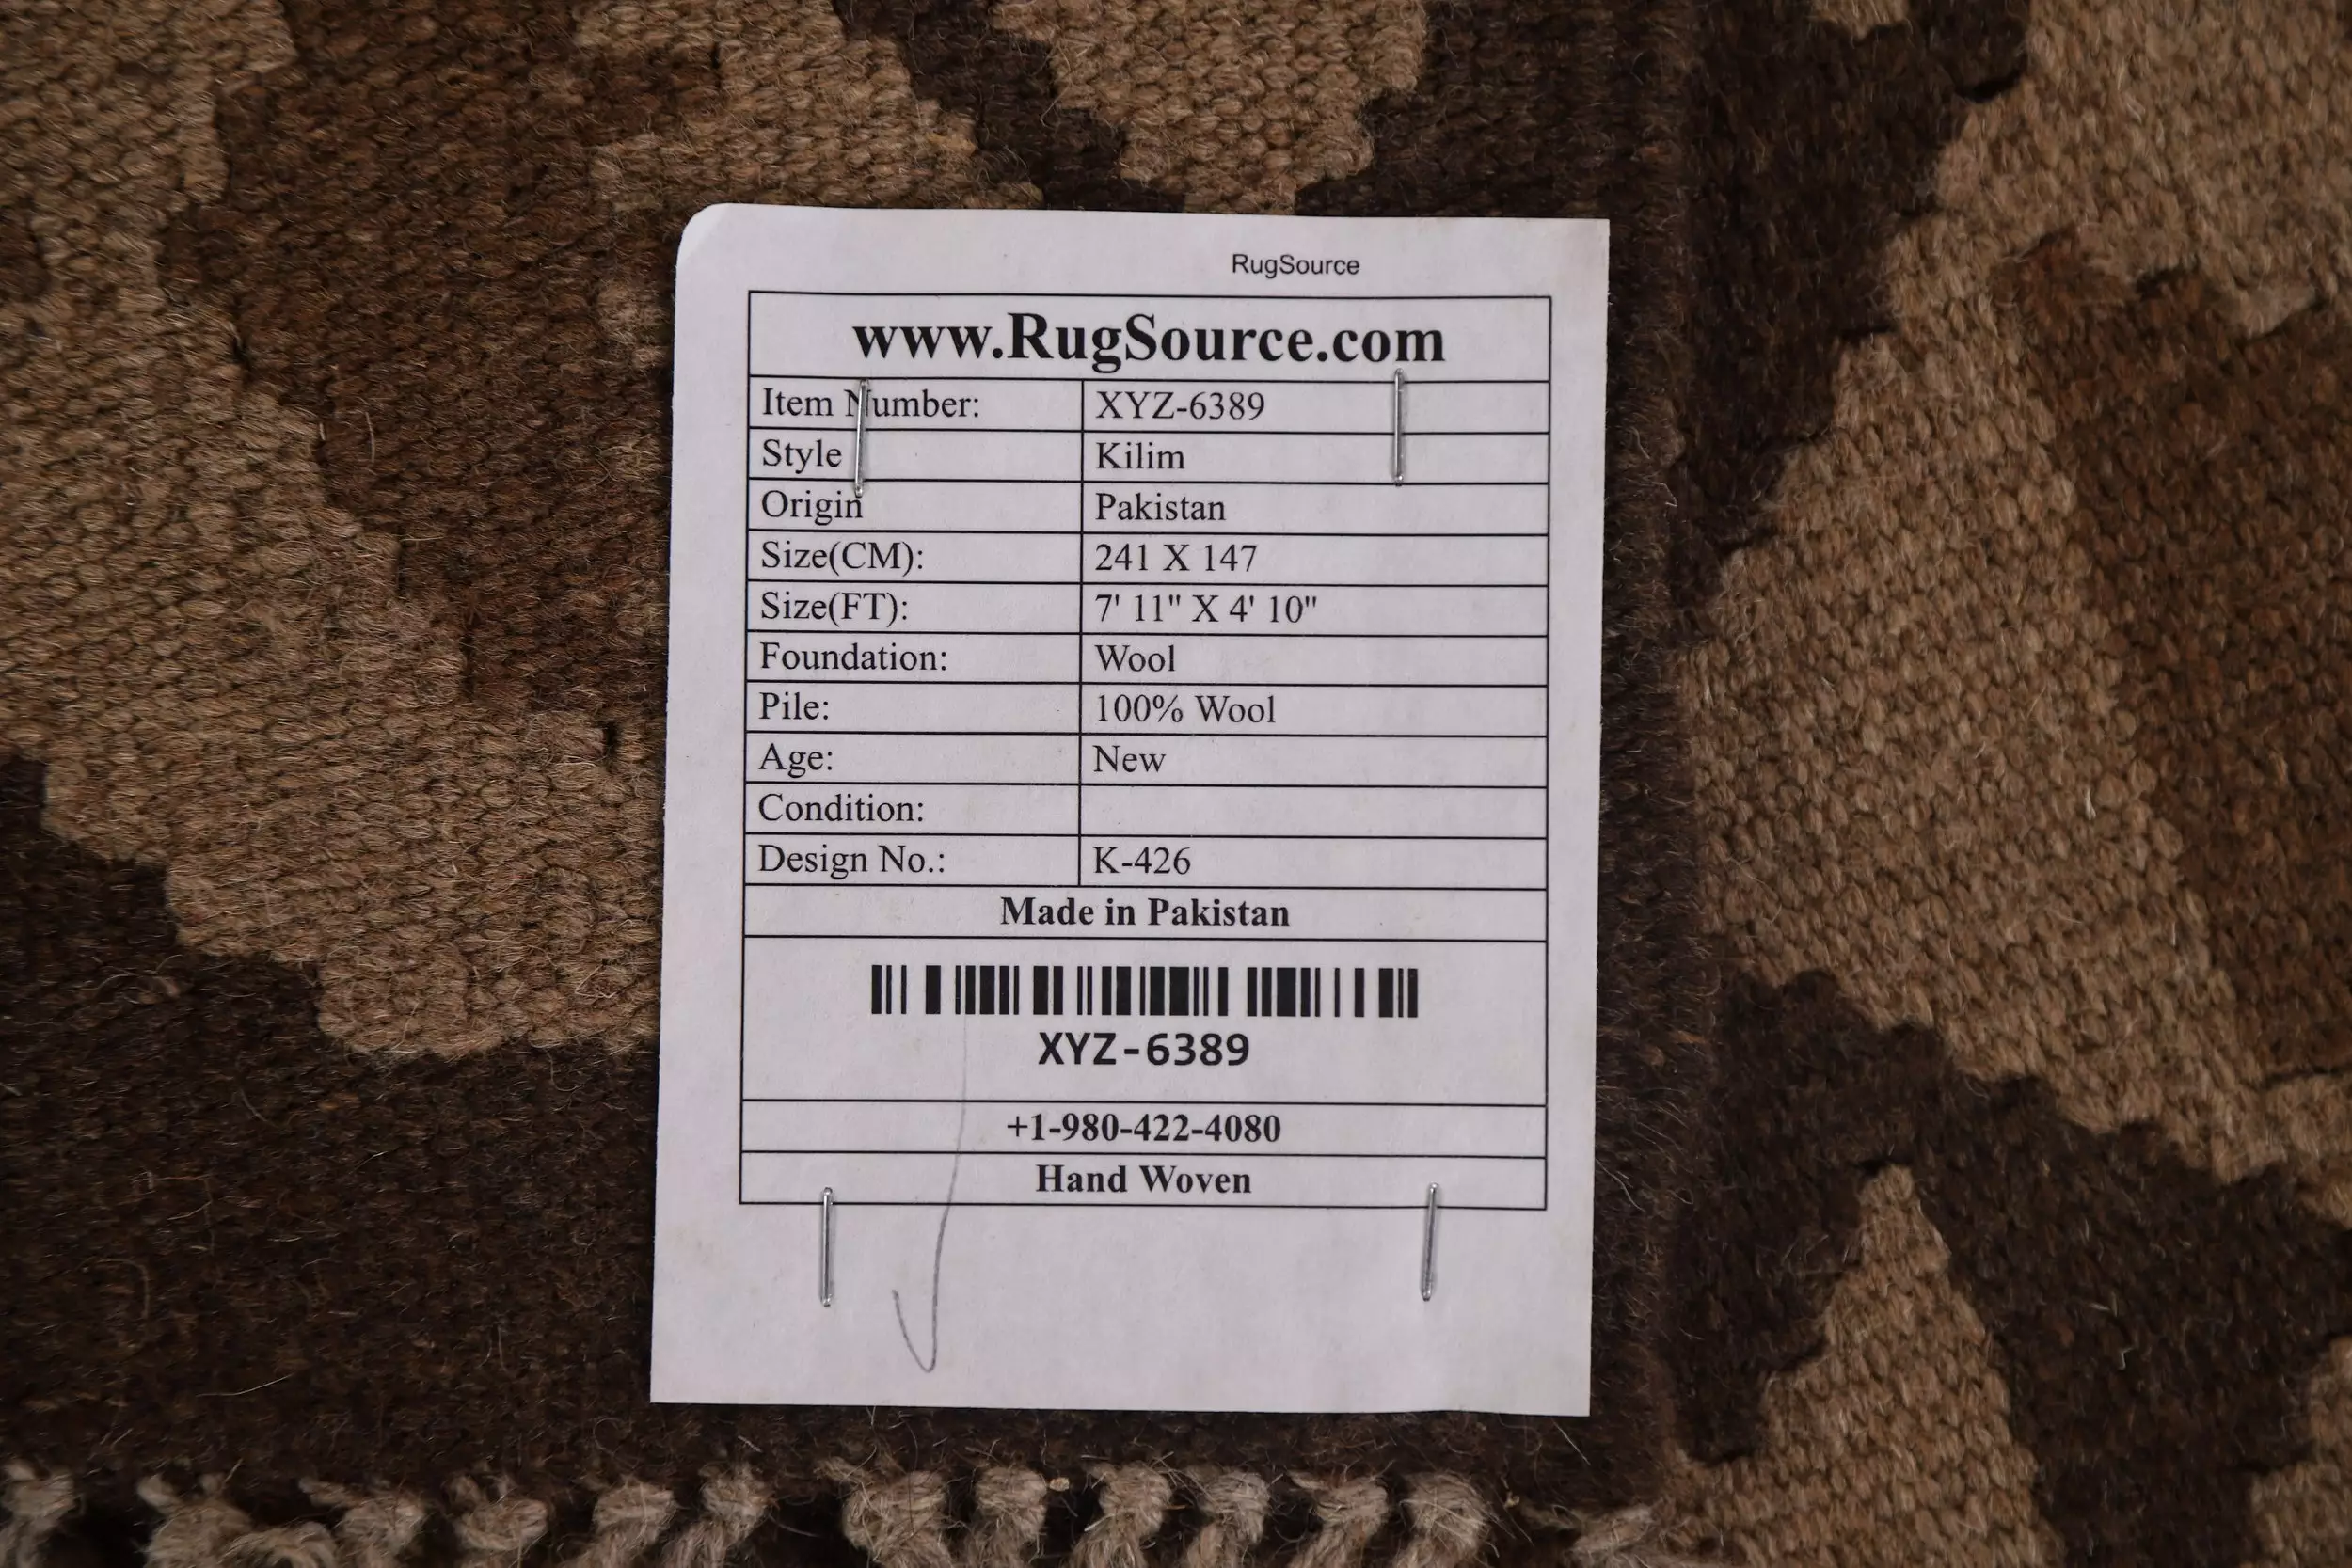 RugSource
www.RugSource.com
Item Number: XYZ-6389
Style Kilim
Origin Pakistan
Size(CM): 241 X 147
Size(FT): 7' 11" X 4' 10"
Foundation: Wool
Pile: 100% Wool
Age: New
Condition:
Design No.: K-426
Made in Pakistan
XYZ-6389
+1-980-422-4080
Hand Woven